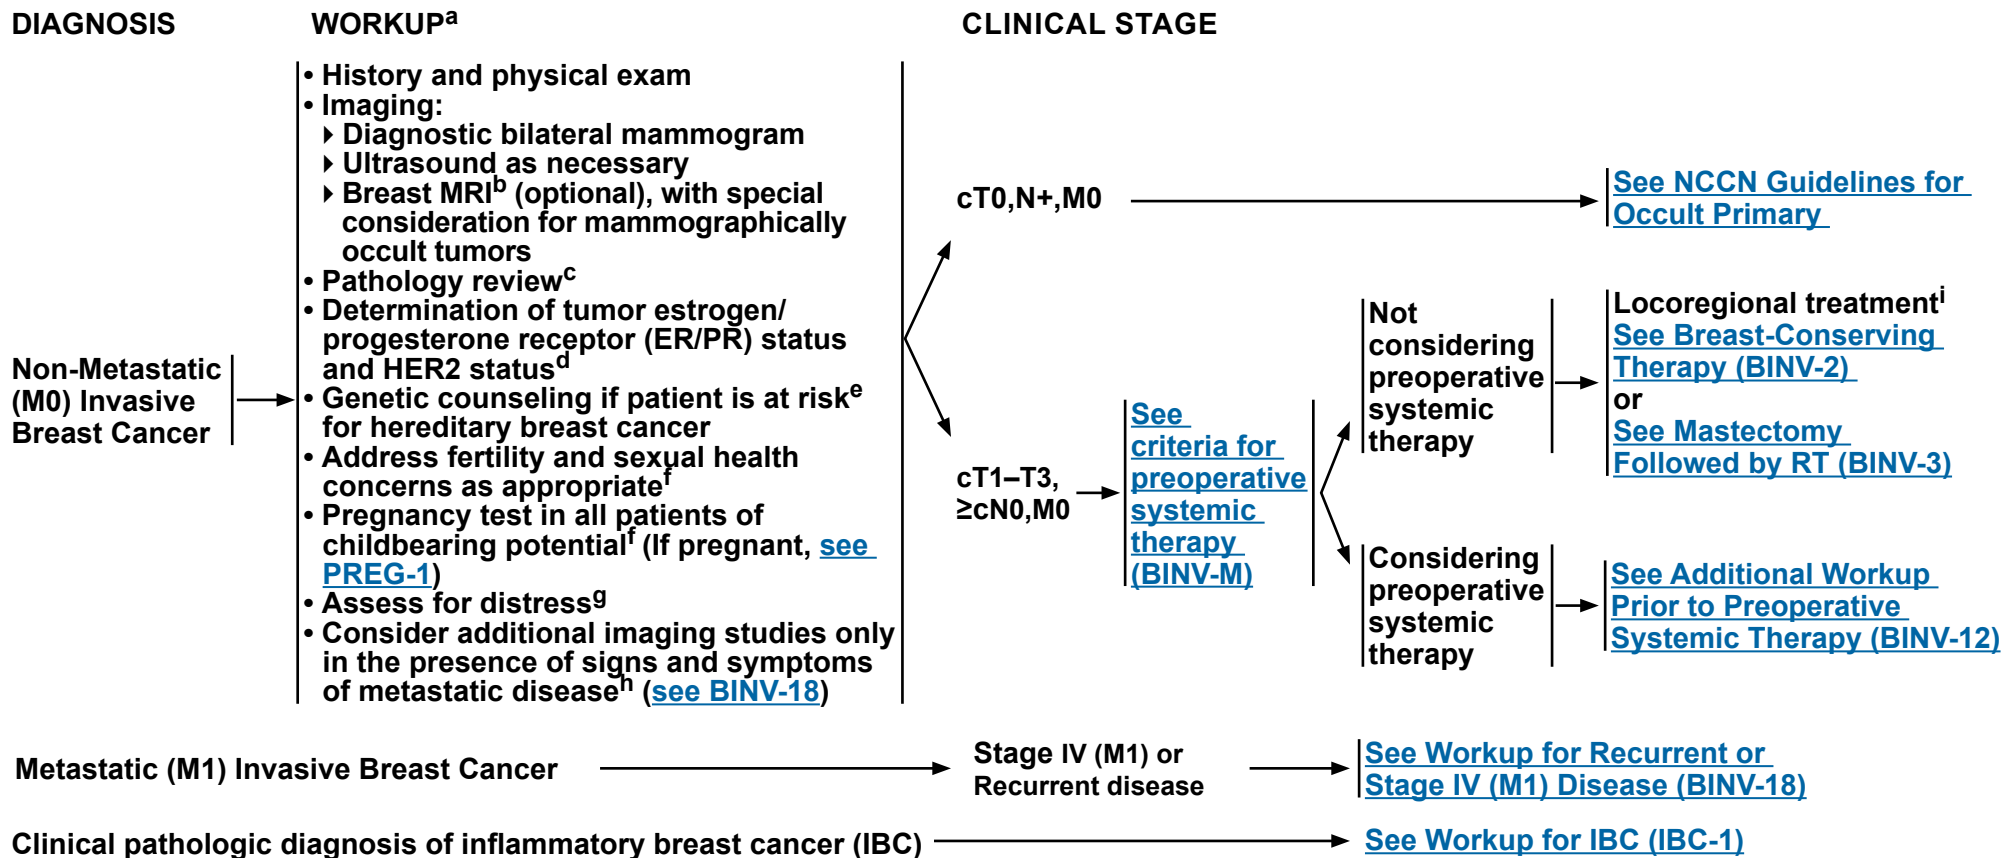 DIAGNOSIS
WORKUPa
CLINICAL STAGE
Non-Metastatic
(M0) Invasive
Breast Cancer
• History and physical exam
• Imaging:
Diagnostic bilateral mammogram
Ultrasound as necessary
Breast MRIb (optional), with special
consideration for mammographically
occult tumors
• Pathology reviewc
• Determination of tumor estrogen/
progesterone receptor (ER/PR) status
and HER2 statusd
• Genetic counseling if patient is at riske
for hereditary breast cancer
• Address fertility and sexual health
concerns as appropriatef
• Pregnancy test in all patients of
childbearing potentialf (If pregnant, see
PREG-1)
• Assess for distressg
• Consider additional imaging studies only
in the presence of signs and symptoms
of metastatic diseaseh (see BINV-18)
cT0,N+,M0
See NCCN Guidelines for
Occult Primary
cT1–T3,
≥cN0,M0
See
criteria for
preoperative
systemic
therapy
(BINV-M)
Not
considering
preoperative
systemic
therapy
Locoregional treatmenti
See Breast-Conserving
Therapy (BINV-2)
or
See Mastectomy
Followed by RT (BINV-3)
Considering
preoperative
systemic
therapy
See Additional Workup
Prior to Preoperative
Systemic Therapy (BINV-12)
Metastatic (M1) Invasive Breast Cancer
Stage IV (M1) or
Recurrent disease
See Workup for Recurrent or
Stage IV (M1) Disease (BINV-18)
Clinical pathologic diagnosis of inflammatory breast cancer (IBC)
See Workup for IBC (IBC-1)